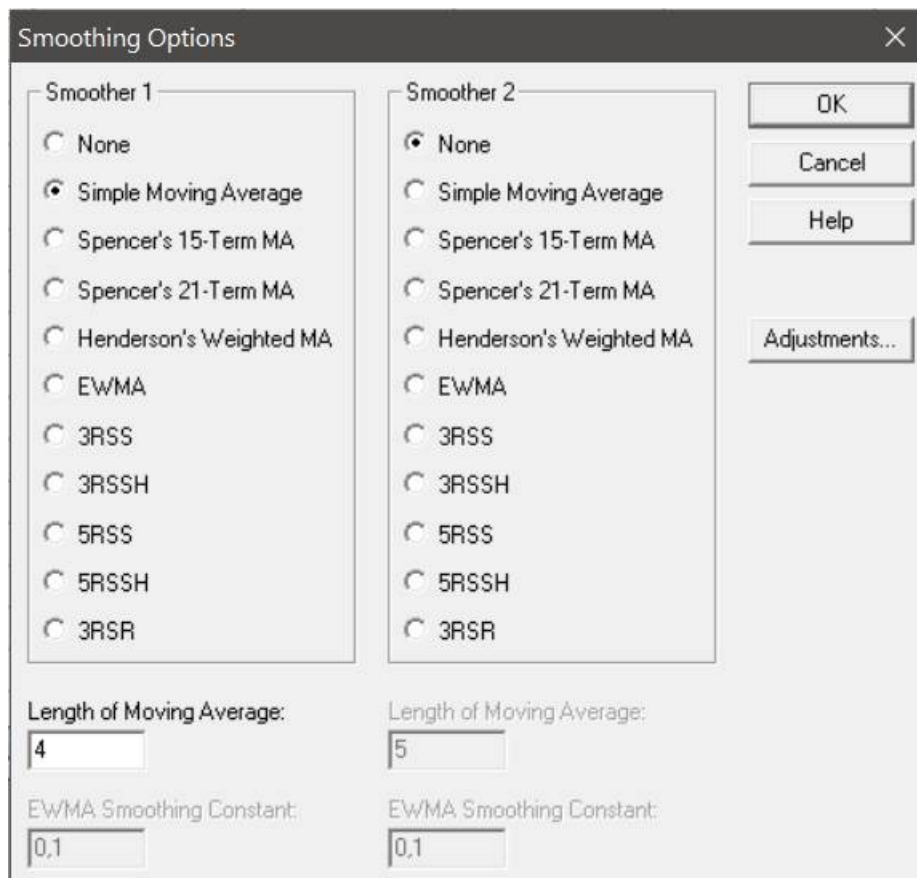 Smoothing Options
Smoother 1
None
Simple Moving Average
Spencer's 15-Term MA
Spencer's 21-Term MA
Henderson's Weighted MA
EWMA
3RSS
3RSSH
5RSS
5RSSH
3RSR
Smoother 2
None
Simple Moving Average
Spencer's 15-Term MA
Spencer's 21-Term MA
Henderson's Weighted MA
EWMA
3RSS
3RSSH
5RSS
5RSSH
3RSR
OK
Cancel
Help
Adjustments...
Length of Moving Average:
4
Length of Moving Average:
5
EWMA Smoothing Constant:
0,1
EWMA Smoothing Constant:
0,1